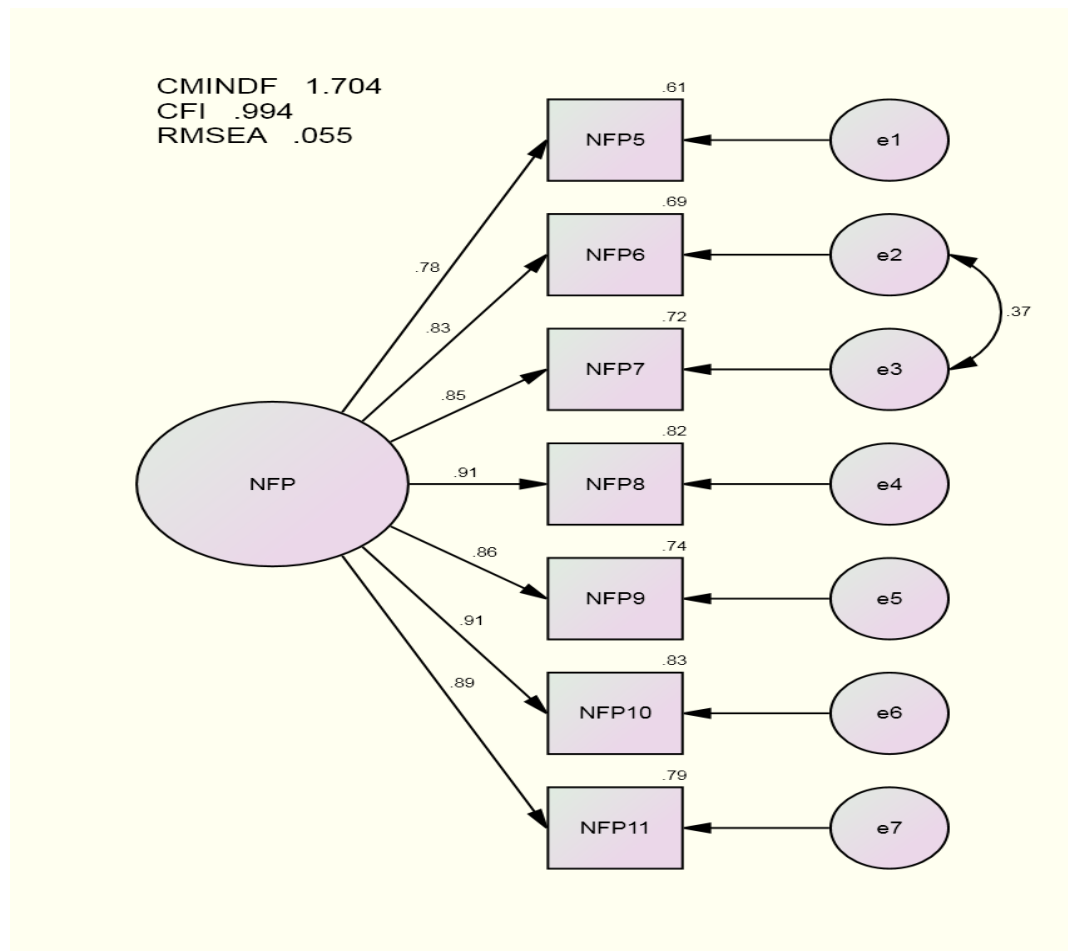 CMINDF 1.704
CFI .994
RMSEA .055
.61
NFP5
e1
.78
.69
NFP6
e2
.83
.37
.72
NFP7
e3
.85
.82
NFP8
e4
.91
NFP
.74
NFP9
e5
.86
.83
NFP10
e6
.91
.79
NFP11
e7
.89